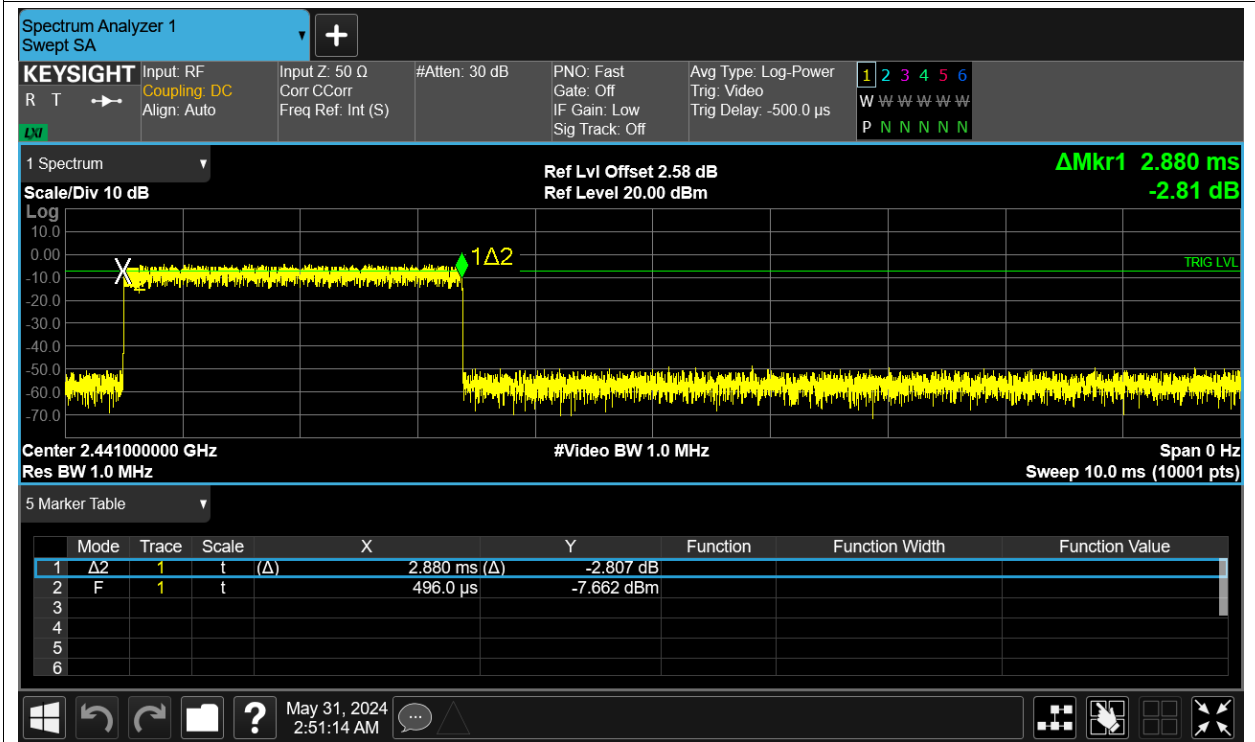 Spectrum Analyzer 1
Swept SA
+
KEYSIGHT
R T
LXI
Input: RF
Coupling: DC
Align: Auto
Input Z: 50 Ω
Corr CCorr
Freq Ref: Int (S)
#Atten: 30 dB
PNO: Fast
Gate: Off
IF Gain: Low
Sig Track: Off
Avg Type: Log-Power
Trig: Video
Trig Delay: -500.0 µs
1 2 3 4 5 6
W W W W W W
P N N N N N
1 Spectrum
Scale/Div 10 dB
Ref Lvl Offset 2.58 dB
Ref Level 20.00 dBm
ΔMkr1 2.880 ms
-2.81 dB
Log
10.0
0.00
-10.0
-20.0
-30.0
-40.0
-50.0
-60.0
-70.0
X
1Δ2
TRIG LVL
Center 2.441000000 GHz
Res BW 1.0 MHz
#Video BW 1.0 MHz
Span 0 Hz
Sweep 10.0 ms (10001 pts)
5 Marker Table
Mode Trace Scale X Y Function Function Width Function Value
1 Δ2 1 t (Δ) 2.880 ms (Δ) -2.807 dB
2 F 1 t 496.0 µs -7.662 dBm
3
4
5
6
?
May 31, 2024
2:51:14 AM